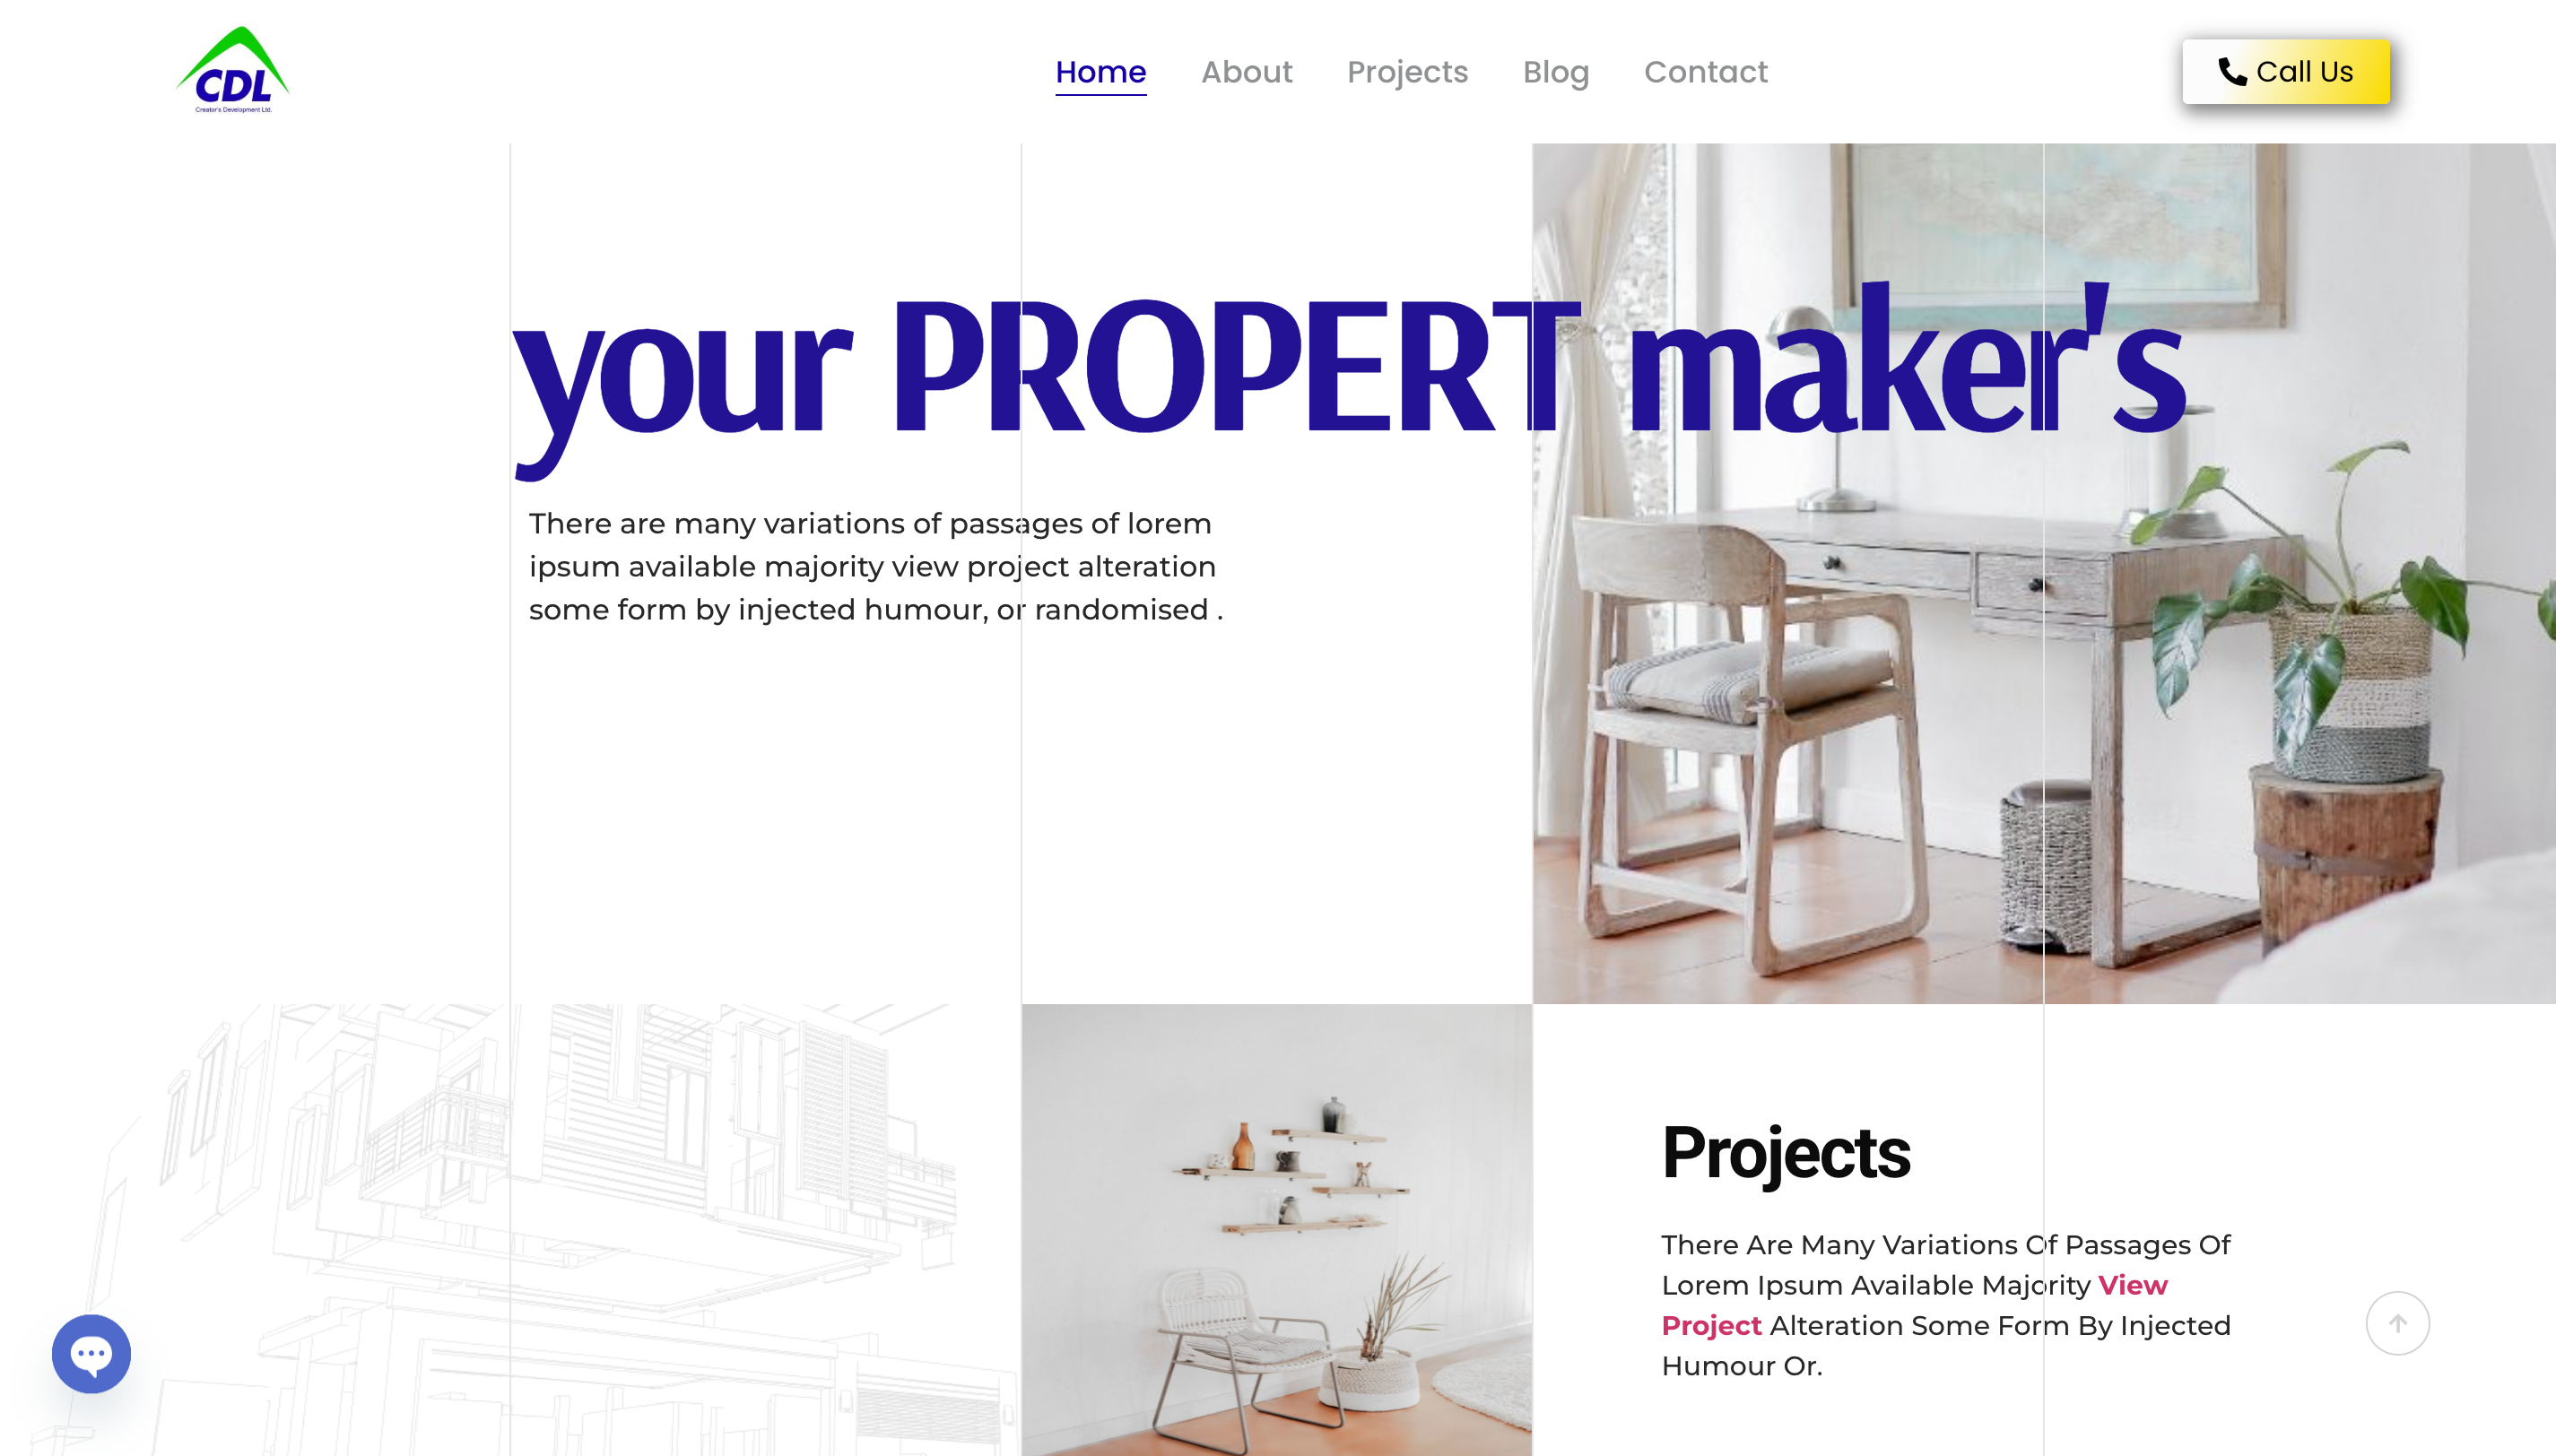 CDL
Creator's Development Ltd.
Home About Projects Blog Contact
Call Us
your PROPERT maker's
There are many variations of passages of lorem
ipsum available majority view project alteration
some form by injected humour, or randomised .
Projects
There Are Many Variations Of Passages Of
Lorem Ipsum Available Majority View
Project Alteration Some Form By Injected
Humour Or.